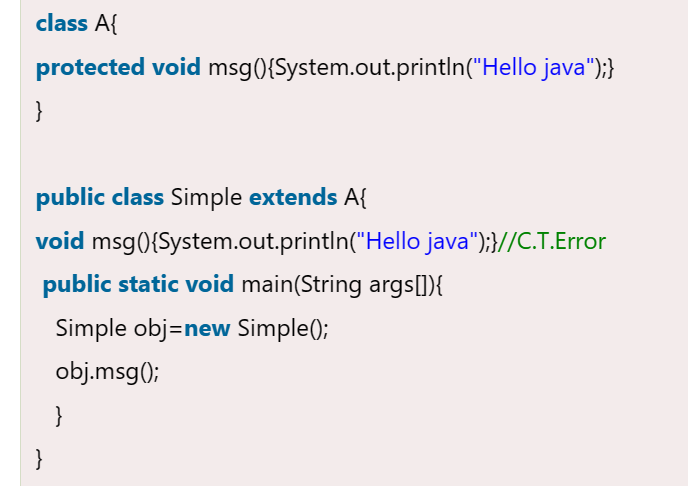 class A{
protected void msg(){System.out.println("Hello java");}
}
public class Simple extends A{
void msg(){System.out.println("Hello java");}//C.T.Error
public static void main(String args[]){
Simple obj=new Simple();
obj.msg();
}
}